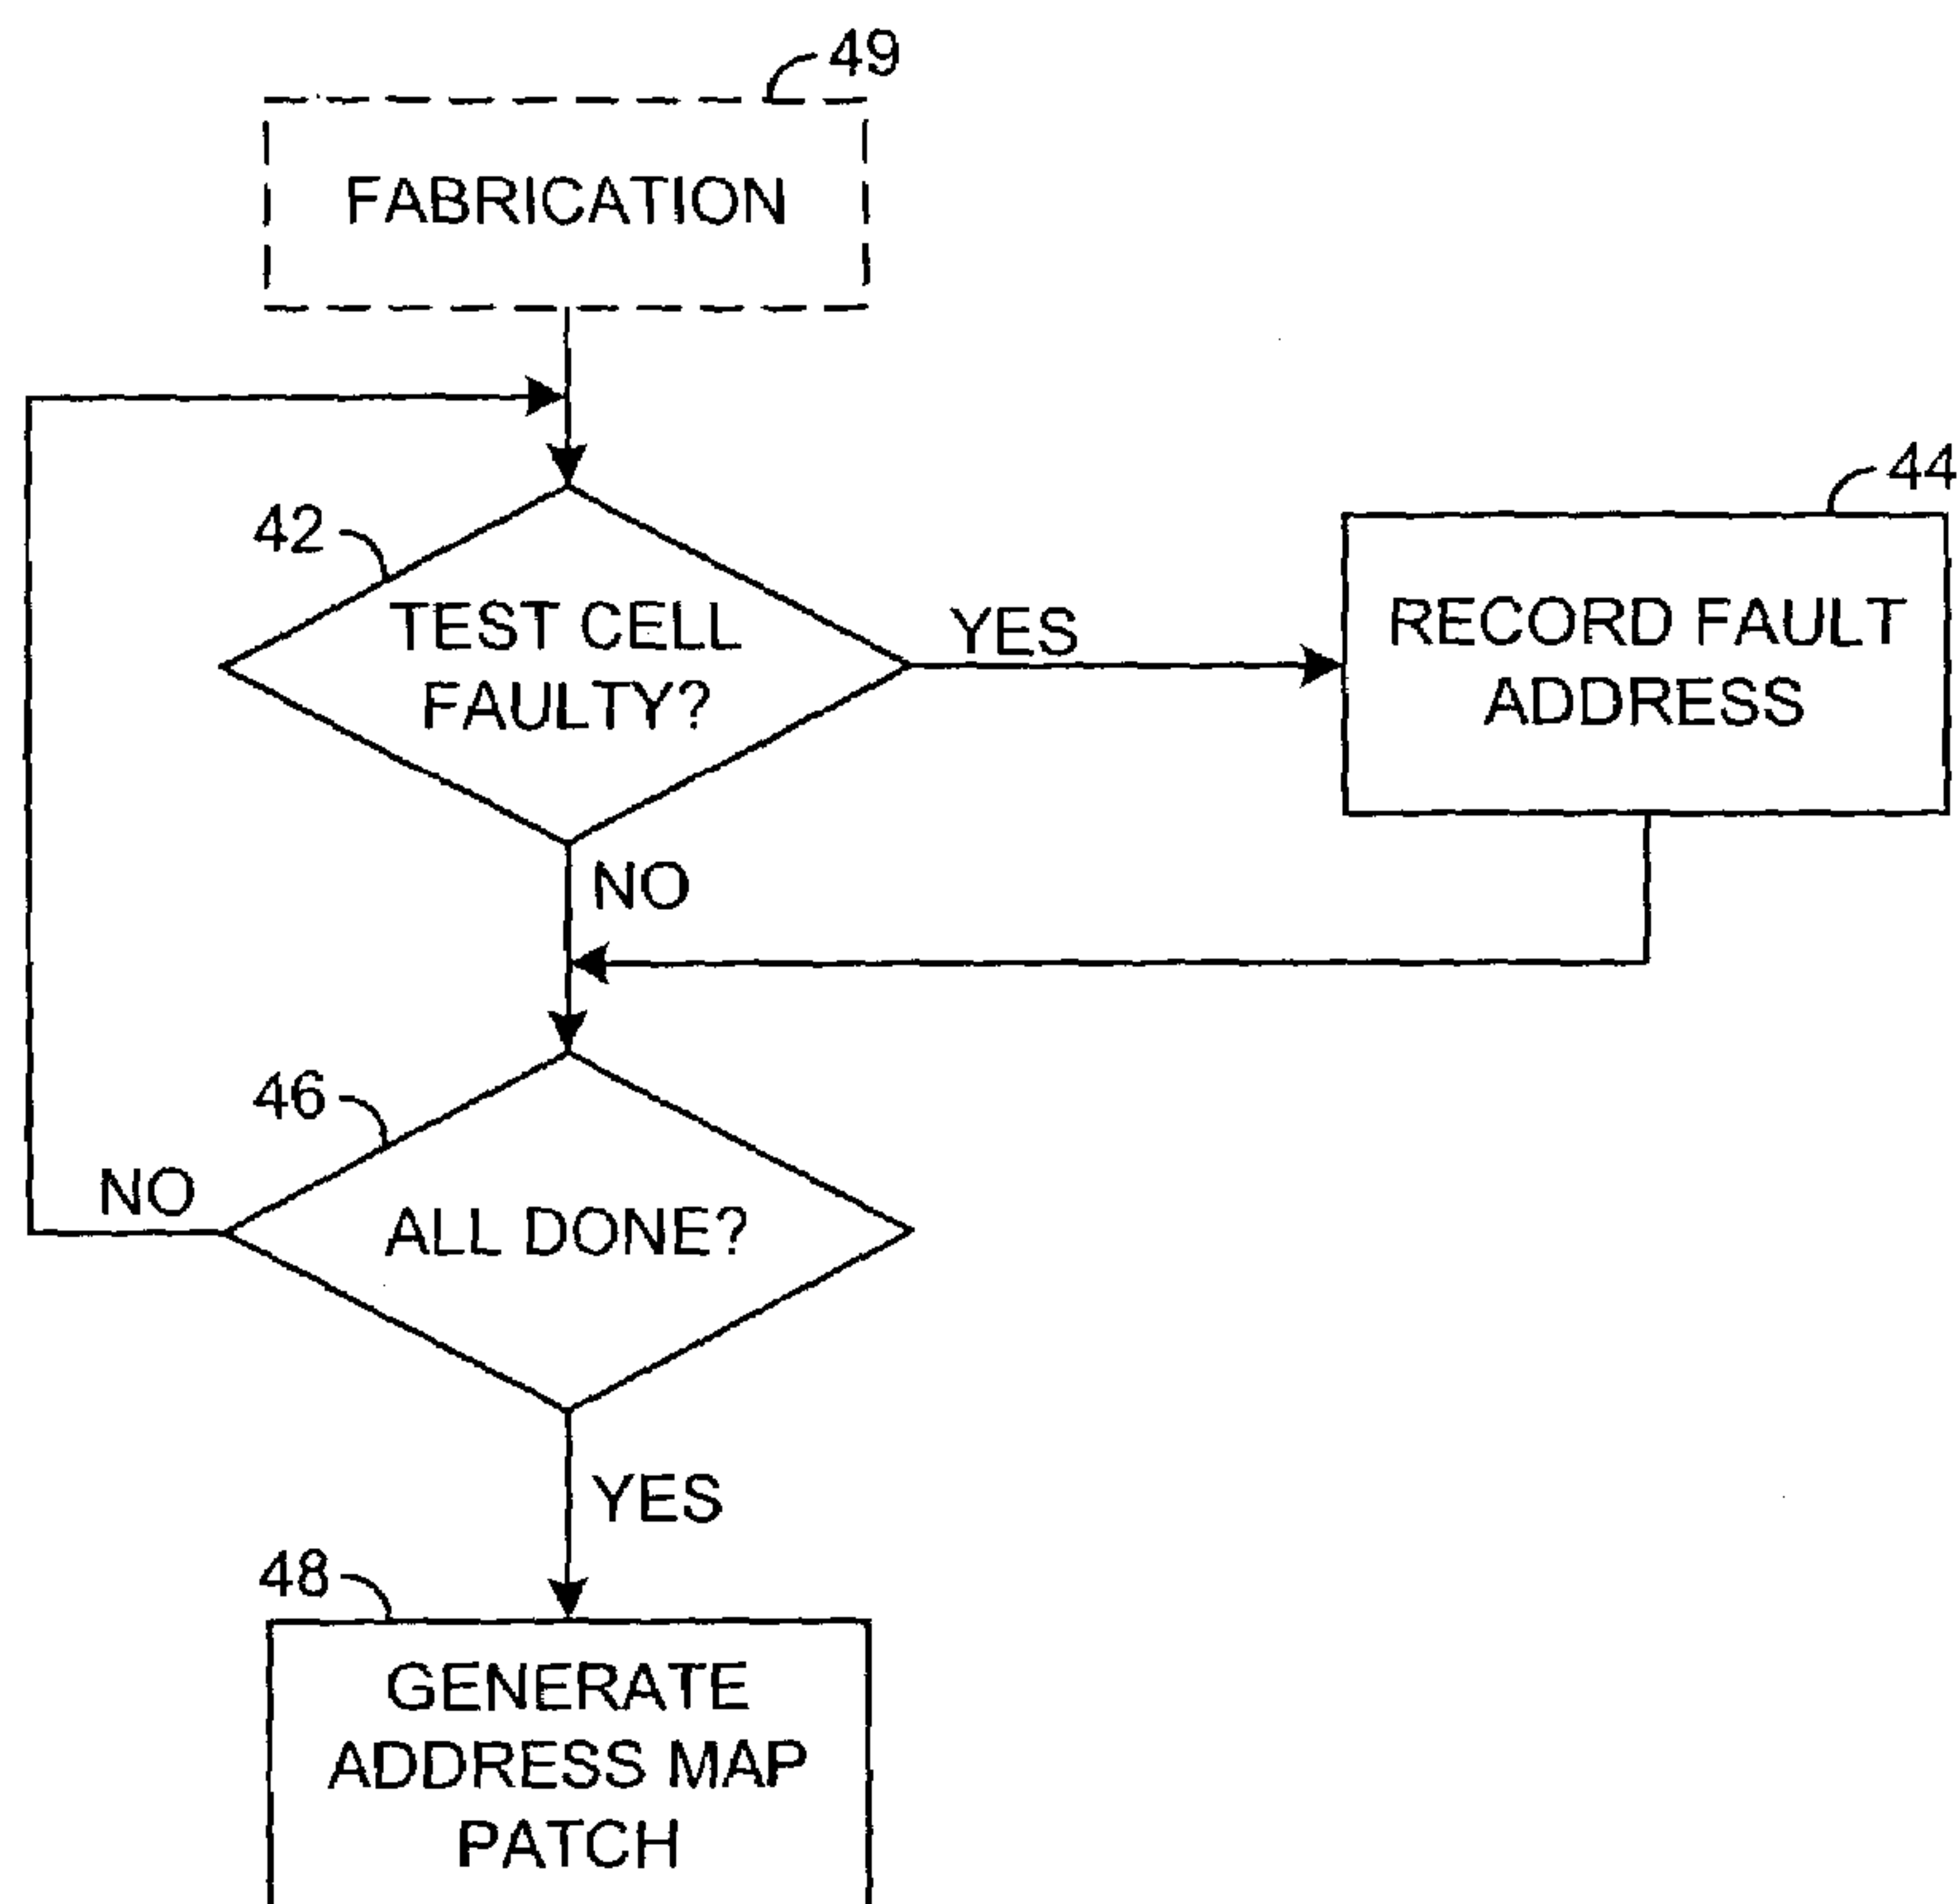 49
FABRICATION
42
TEST CELL
FAULTY?
YES
44
RECORD FAULT
ADDRESS
NO
46
NO
ALL DONE?
YES
48
GENERATE
ADDRESS MAP
PATCH